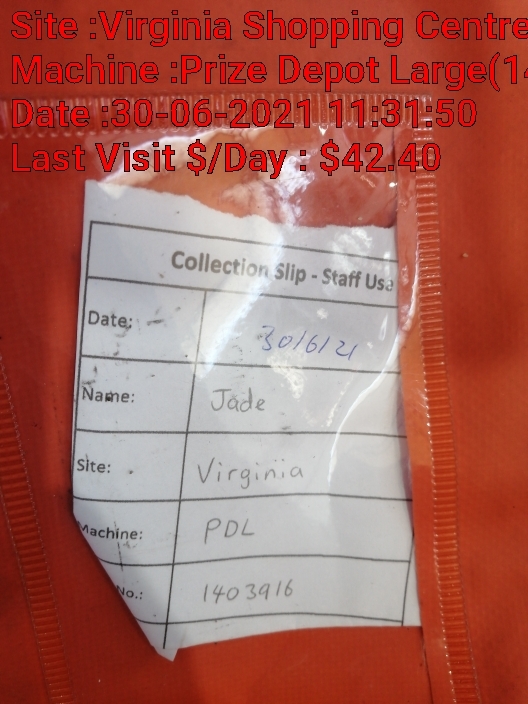 Site :Virginia Shopping Centre
Machine :Prize Depot Large(14
Date :30-06-2021 11:31:50
Last Visit $/Day : $42.40
Collection Slip - Staff Use
Date: 30/6/21
Name: Jade
Site: Virginia
Machine: PDL
No.: 1403916